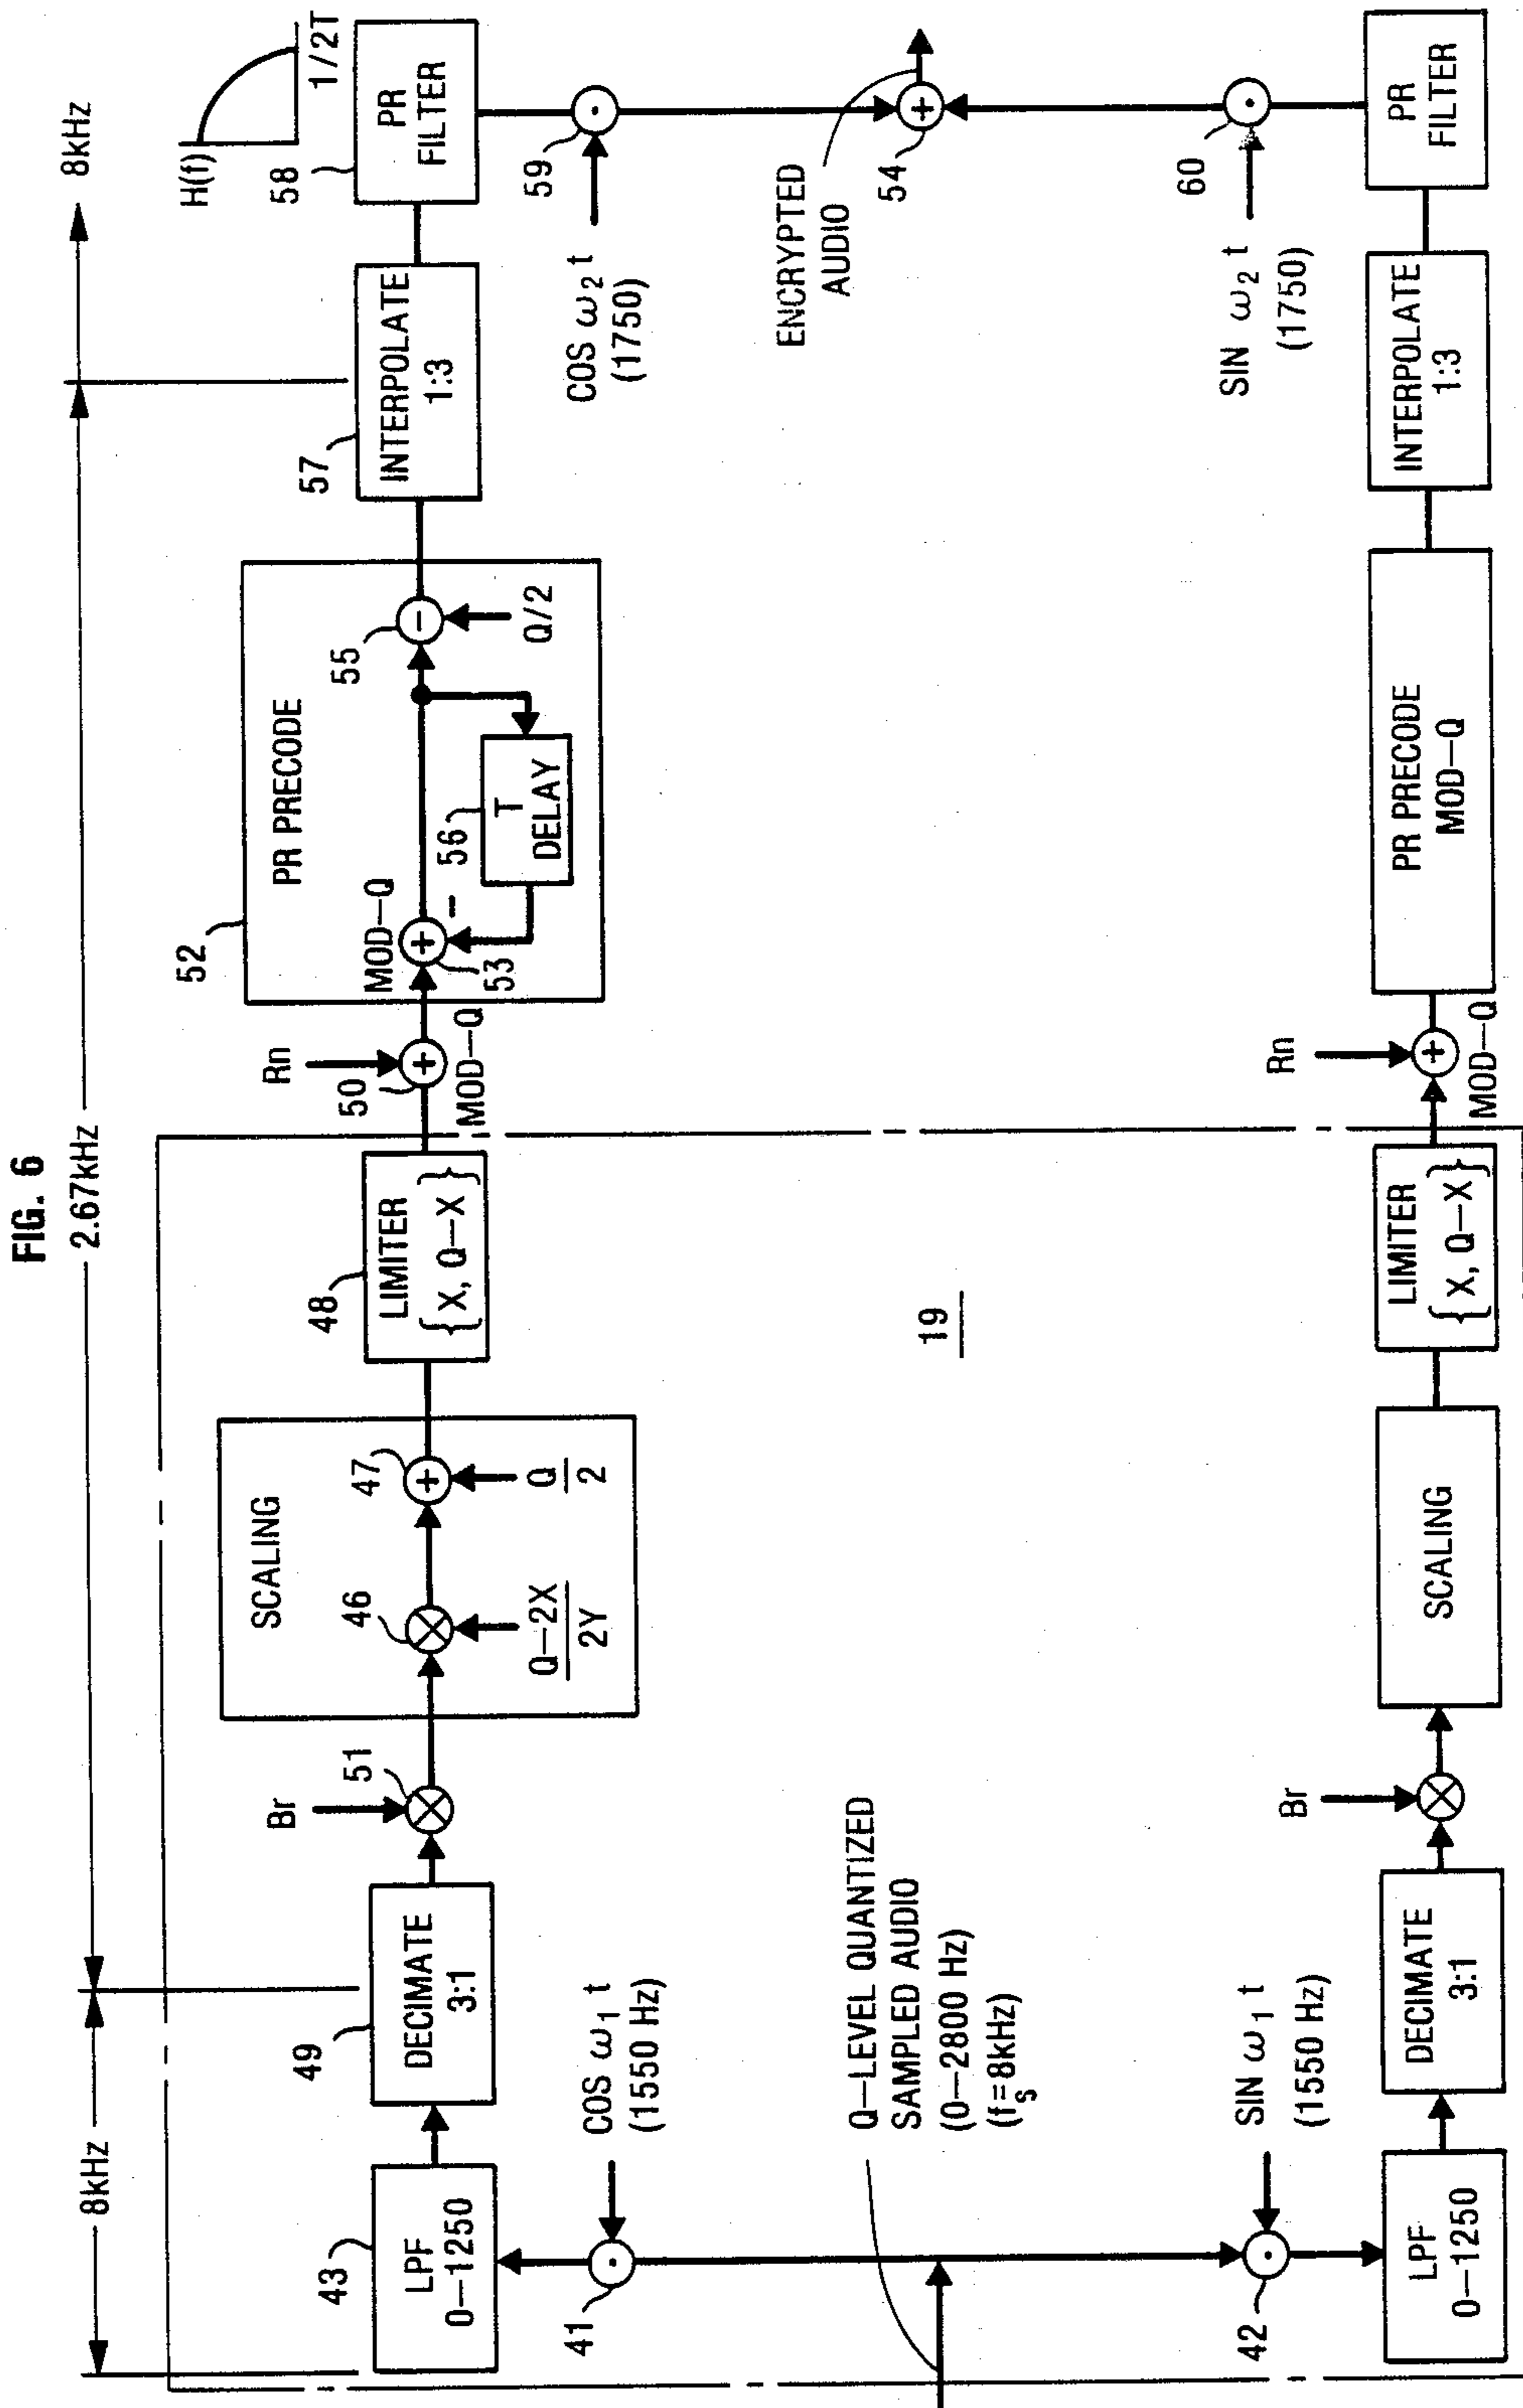 FIG. 6
8kHz
2.67kHz
8kHz
43
LPF
0—1250
49
DECIMATE
3:1
Br
51
SCALING
46
Q—2X
2Y
47
Q
2
48
LIMITER
{X, Q—X}
Rn
50
MOD—Q
52
PR PRECODE
MOD—Q
53
—
56
T
DELAY
55
Q/2
57
INTERPOLATE
1:3
58
PR
FILTER
H(f)
1/2T
41
COS ω1 t
(1550 Hz)
59
COS ω2 t
(1750)
Q—LEVEL QUANTIZED
SAMPLED AUDIO
(0—2800 Hz)
(fs=8kHz)
19
ENCRYPTED
AUDIO
54
42
SIN ω1 t
(1550 Hz)
60
SIN ω2 t
(1750)
LPF
0—1250
DECIMATE
3:1
Br
SCALING
LIMITER
{X, Q—X}
Rn
MOD—Q
PR PRECODE
MOD—Q
INTERPOLATE
1:3
PR
FILTER